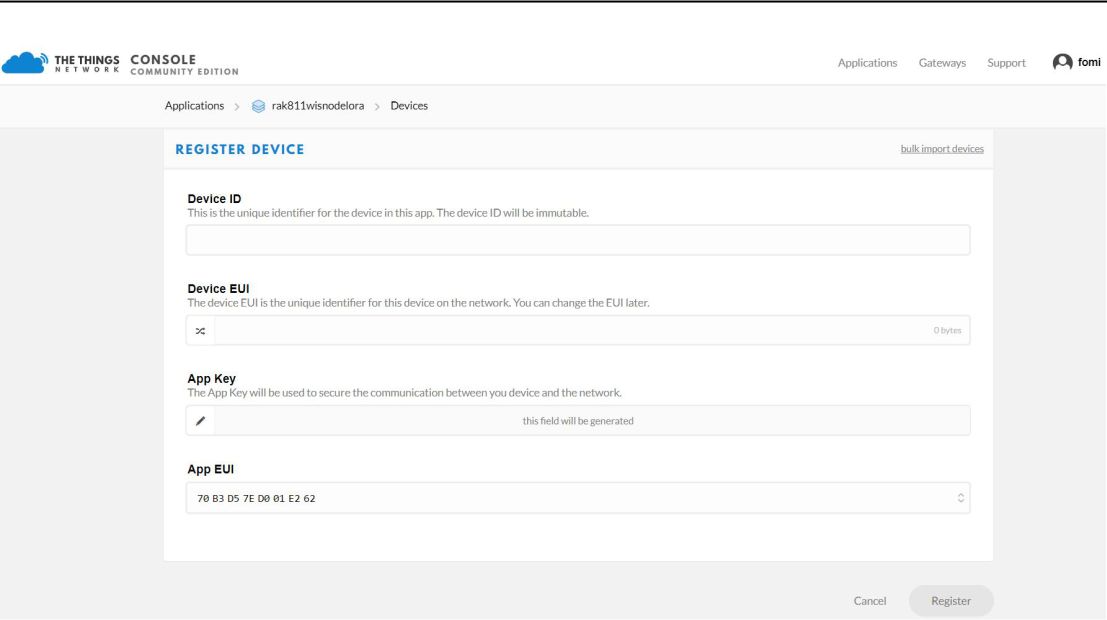 THE THINGS CONSOLE
NETWORK COMMUNITY EDITION
Applications Gateways Support fomi
Applications > rak811wisnodelora > Devices
REGISTER DEVICE bulk import devices
Device ID
This is the unique identifier for the device in this app. The device ID will be immutable.
Device EUI
The device EUI is the unique identifier for this device on the network. You can change the EUI later.
0 bytes
App Key
The App Key will be used to secure the communication between you device and the network.
this field will be generated
App EUI
70 B3 D5 7E D0 01 E2 62
Cancel Register